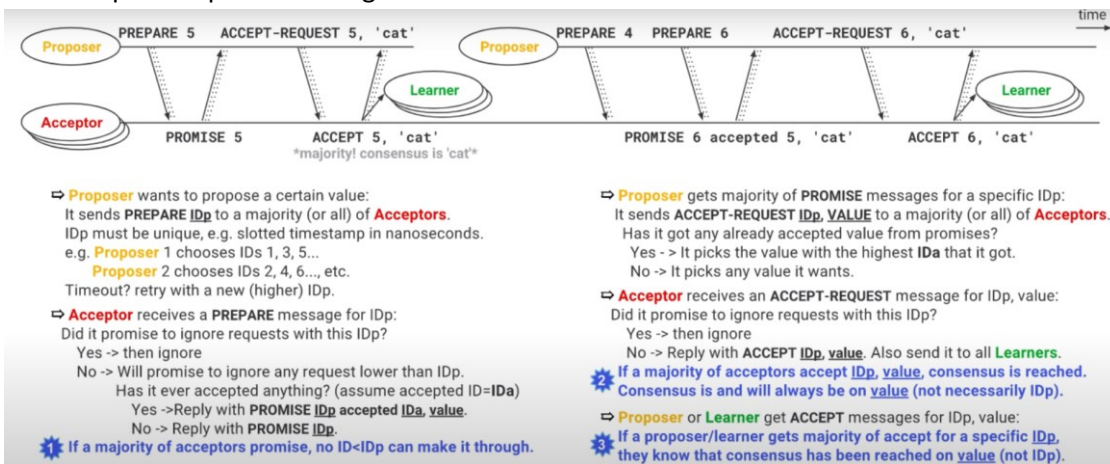 time
PREPARE 5 ACCEPT-REQUEST 5, 'cat' PREPARE 4 PREPARE 6 ACCEPT-REQUEST 6, 'cat'
Proposer Proposer
Learner Learner
Acceptor
PROMISE 5 ACCEPT 5, 'cat' PROMISE 6 accepted 5, 'cat' ACCEPT 6, 'cat'
*majority! consensus is 'cat'*
⇨ Proposer wants to propose a certain value:
It sends PREPARE IDp to a majority (or all) of Acceptors.
IDp must be unique, e.g. slotted timestamp in nanoseconds.
e.g. Proposer 1 chooses IDs 1, 3, 5...
Proposer 2 chooses IDs 2, 4, 6..., etc.
Timeout? retry with a new (higher) IDp.
⇨ Acceptor receives a PREPARE message for IDp:
Did it promise to ignore requests with this IDp?
Yes -> then ignore
No -> Will promise to ignore any request lower than IDp.
Has it ever accepted anything? (assume accepted ID=IDa)
Yes ->Reply with PROMISE IDp accepted IDa, value.
No -> Reply with PROMISE IDp.
1 If a majority of acceptors promise, no ID<IDp can make it through.
⇨ Proposer gets majority of PROMISE messages for a specific IDp:
It sends ACCEPT-REQUEST IDp, VALUE to a majority (or all) of Acceptors.
Has it got any already accepted value from promises?
Yes -> It picks the value with the highest IDa that it got.
No -> It picks any value it wants.
⇨ Acceptor receives an ACCEPT-REQUEST message for IDp, value:
Did it promise to ignore requests with this IDp?
Yes -> then ignore
No -> Reply with ACCEPT IDp, value. Also send it to all Learners.
2 If a majority of acceptors accept IDp, value, consensus is reached.
Consensus is and will always be on value (not necessarily IDp).
⇨ Proposer or Learner get ACCEPT messages for IDp, value:
3 If a proposer/learner gets majority of accept for a specific IDp,
they know that consensus has been reached on value (not IDp).